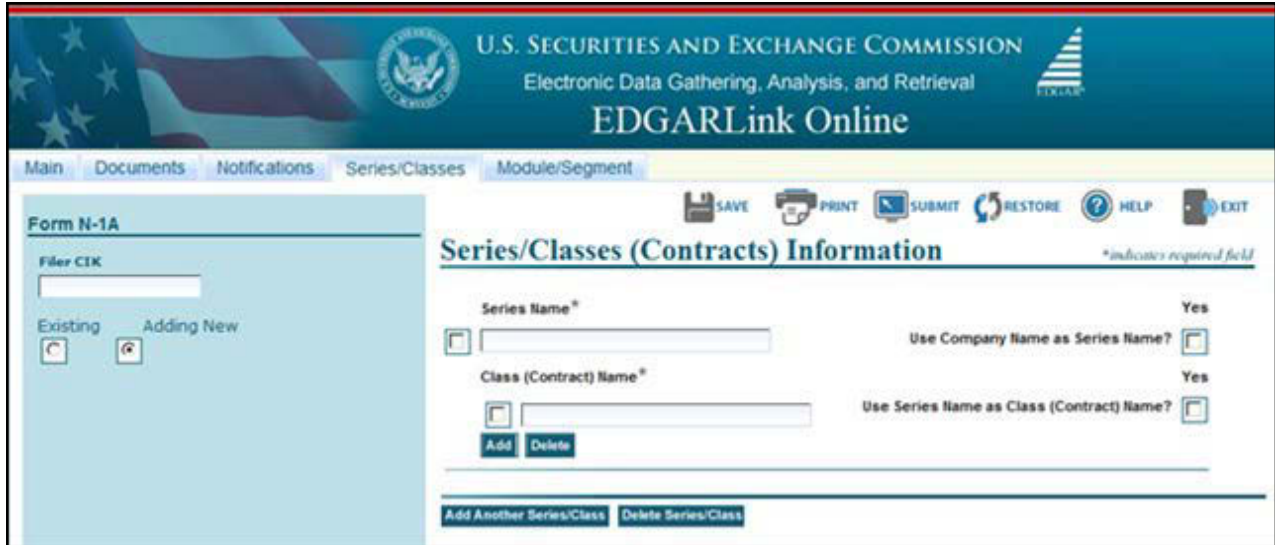 U.S. SECURITIES AND EXCHANGE COMMISSION
Electronic Data Gathering, Analysis, and Retrieval
EDGAR
EDGARLink Online
Main Documents Notifications Series/Classes Module/Segment
SAVE PRINT SUBMIT RESTORE HELP EXIT
Form N-1A
Filer CIK
Existing Adding New
Series/Classes (Contracts) Information
*indicates required field
Series Name*
Yes
Use Company Name as Series Name?
Class (Contract) Name*
Yes
Use Series Name as Class (Contract) Name?
Add Delete
Add Another Series/Class Delete Series/Class